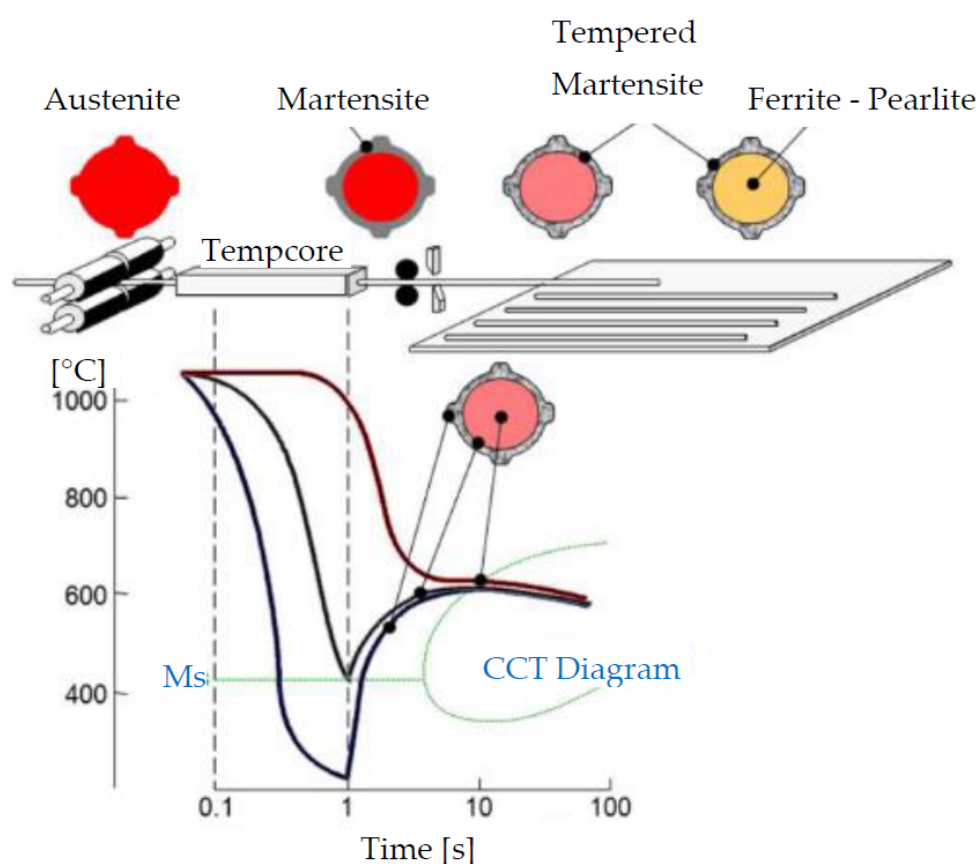 Tempered
Martensite
Austenite
Martensite
Ferrite - Pearlite
Tempcore
[°C]
1000
800
600
400
Ms
CCT Diagram
0.1
1
10
100
Time [s]